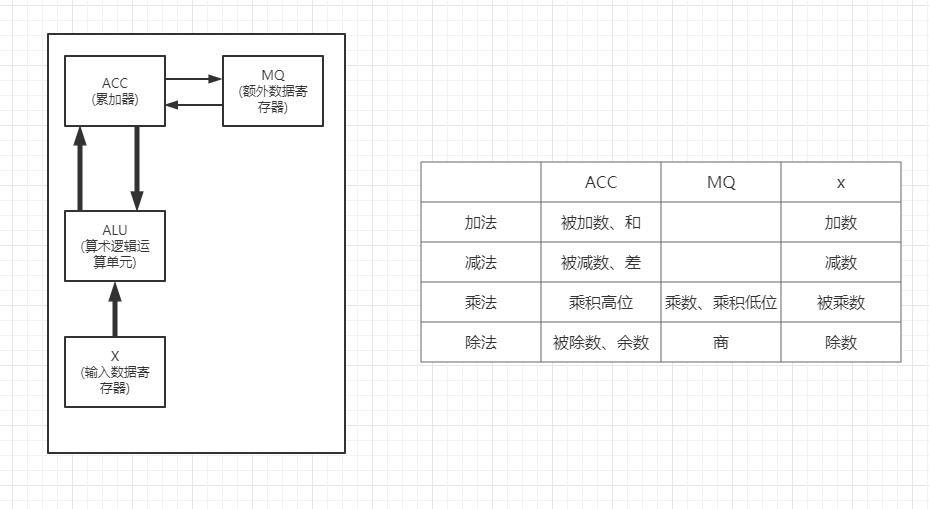 ACC
(累加器)
MQ
(额外数据寄
存器)
ALU
(算术逻辑运
算单元)
X
(输入数据寄
存器)
ACC MQ x
加法 被加数、和 加数
减法 被减数、差 减数
乘法 乘积高位 乘数、乘积低位 被乘数
除法 被除数、余数 商 除数